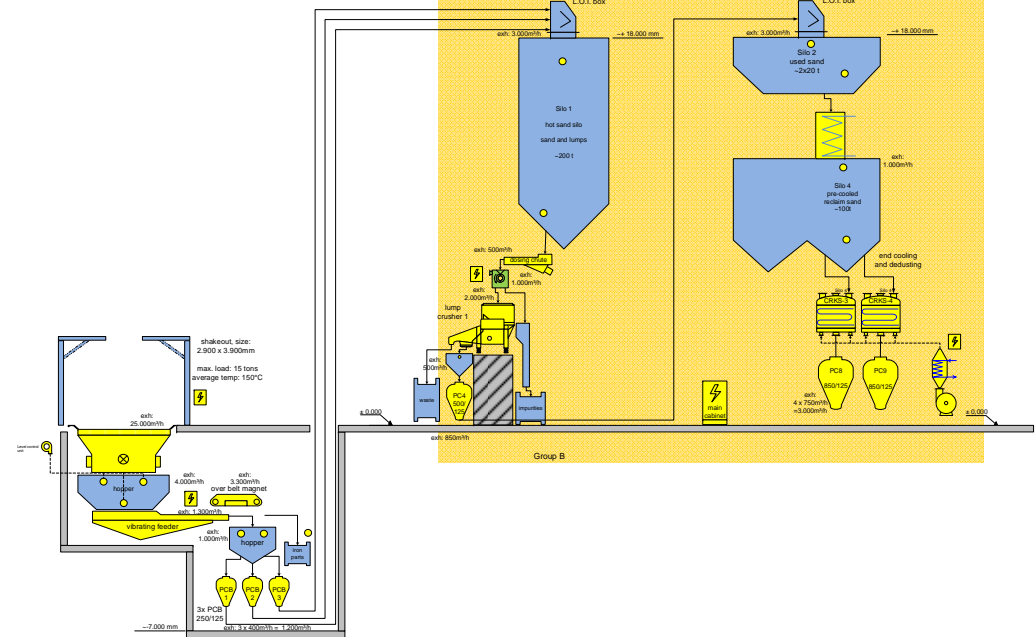 L.O.I. box
exh: 3.000m³/h
~+ 18.000 mm
L.O.I. box
exh: 3.000m³/h
~+ 18.000 mm
Silo 2
used sand
~2x20 t
Silo 1
hot sand silo
sand and lumps
~200 t
exh:
1.000m³/h
Silo 4
pre-cooled
reclaim sand
~100t
exh: 500m³/h
dosing chute
exh:
1.000m³/h
end cooling
and dedusting
exh:
2.000m³/h
lump
crusher 1
CRKS-3
CRKS-4
exh:
500m³/h
waste
PC4
500/
125
impurities
main
cabinet
PC8
850/125
PC9
850/125
exh:
4 x 750m³/h
=3.000m³/h
± 0,000
± 0,000
exh: 850m³/h
Group B
shakeout, size:
2.900 x 3.900mm
max. load: 15 tons
average temp: 150°C
exh:
25.000m³/h
hopper
exh:
4.000m³/h
exh:
3.300m³/h
over belt magnet
exh: 1.300m³/h
vibrating feeder
exh:
1.000m³/h
hopper
iron
parts
PCB
1
PCB
2
PCB
3
3x PCB
250/125
exh: 3 x 400m³/h = 1.200m³/h
~-7.000 mm